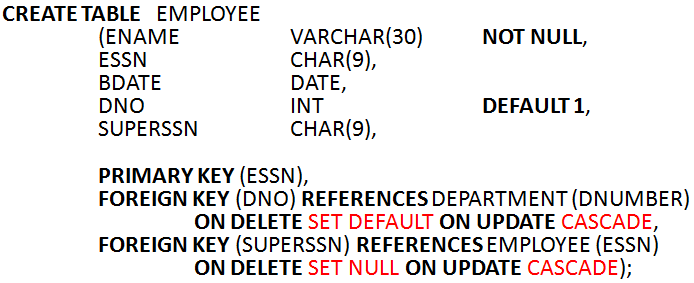 CREATE TABLE EMPLOYEE
(ENAME VARCHAR(30) NOT NULL,
ESSN CHAR(9),
BDATE DATE,
DNO INT DEFAULT 1,
SUPERSSN CHAR(9),
PRIMARY KEY (ESSN),
FOREIGN KEY (DNO) REFERENCES DEPARTMENT (DNUMBER)
ON DELETE SET DEFAULT ON UPDATE CASCADE,
FOREIGN KEY (SUPERSSN) REFERENCES EMPLOYEE (ESSN)
ON DELETE SET NULL ON UPDATE CASCADE);